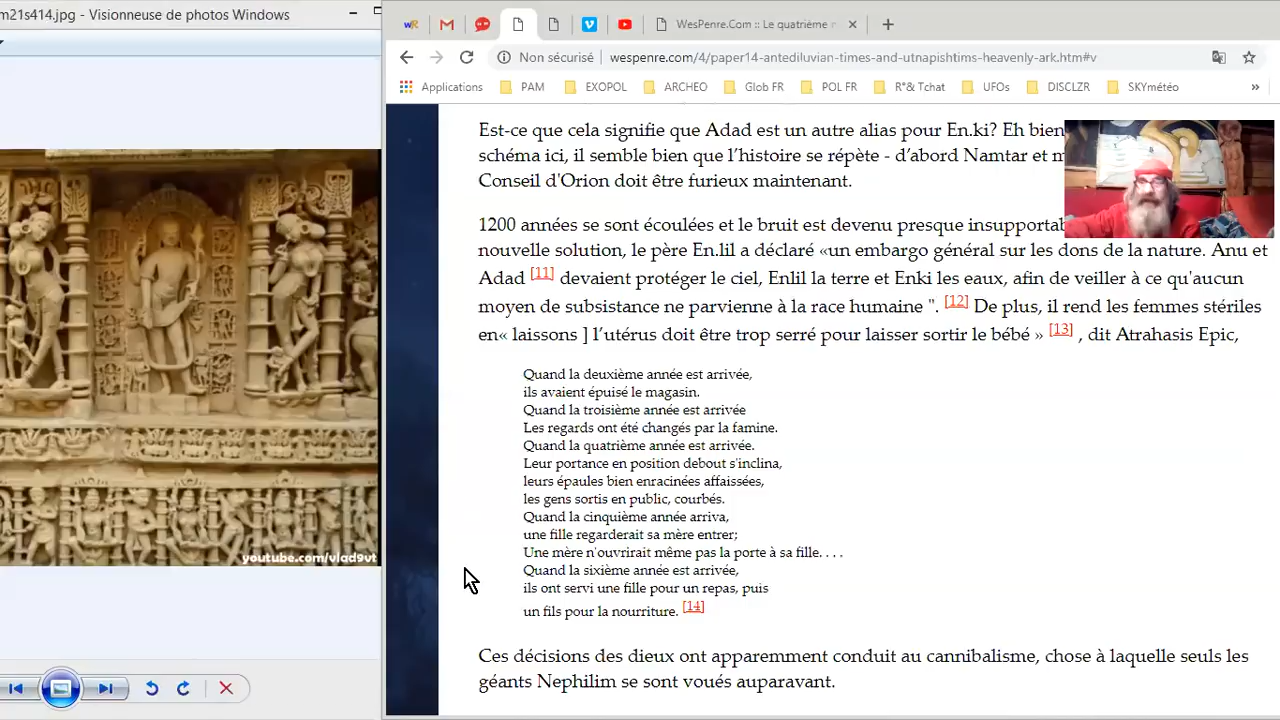 m21s414.jpg - Visionneuse de photos Windows
youtube.com/vlad9vt
WesPenre.Com :: Le quatrième
Non sécurisé wespenre.com/4/paper14-antediluvian-times-and-utnapishtims-heavenly-ark.htm#v
Applications PAM EXOPOL ARCHEO Glob FR POL FR R°& Tchat UFOs DISCLZR SKYmétéo »
Est-ce que cela signifie que Adad est un autre alias pour En.ki? Eh bien
schéma ici, il semble bien que l'histoire se répète - d'abord Namtar et
Conseil d'Orion doit être furieux maintenant.
1200 années se sont écoulées et le bruit est devenu presque
nouvelle solution, le père En.lil a déclaré «un embargo général sur les dons de la nature. Anu et
Adad [11] devaient protéger le ciel, Enlil la terre et Enki les eaux, afin de veiller à ce qu'aucun
moyen de subsistance ne parvienne à la race humaine ". [12] De plus, il rend les femmes stériles
en« laissons ] l'utérus doit être trop serré pour laisser sortir le bébé » [13] , dit Atrahasis Epic,
Quand la deuxième année est arrivée,
ils avaient épuisé le magasin.
Quand la troisième année est arrivée
Les regards ont été changés par la famine.
Quand la quatrième année est arrivée.
Leur portance en position debout s'inclina,
leurs épaules bien enracinées affaissées,
les gens sortis en public, courbés.
Quand la cinquième année arriva,
une fille regarderait sa mère entrer;
Une mère n'ouvrirait même pas la porte à sa fille. . . .
Quand la sixième année est arrivée,
ils ont servi une fille pour un repas, puis
un fils pour la nourriture. [14]
Ces décisions des dieux ont apparemment conduit au cannibalisme, chose à laquelle seuls les
géants Nephilim se sont voués auparavant.